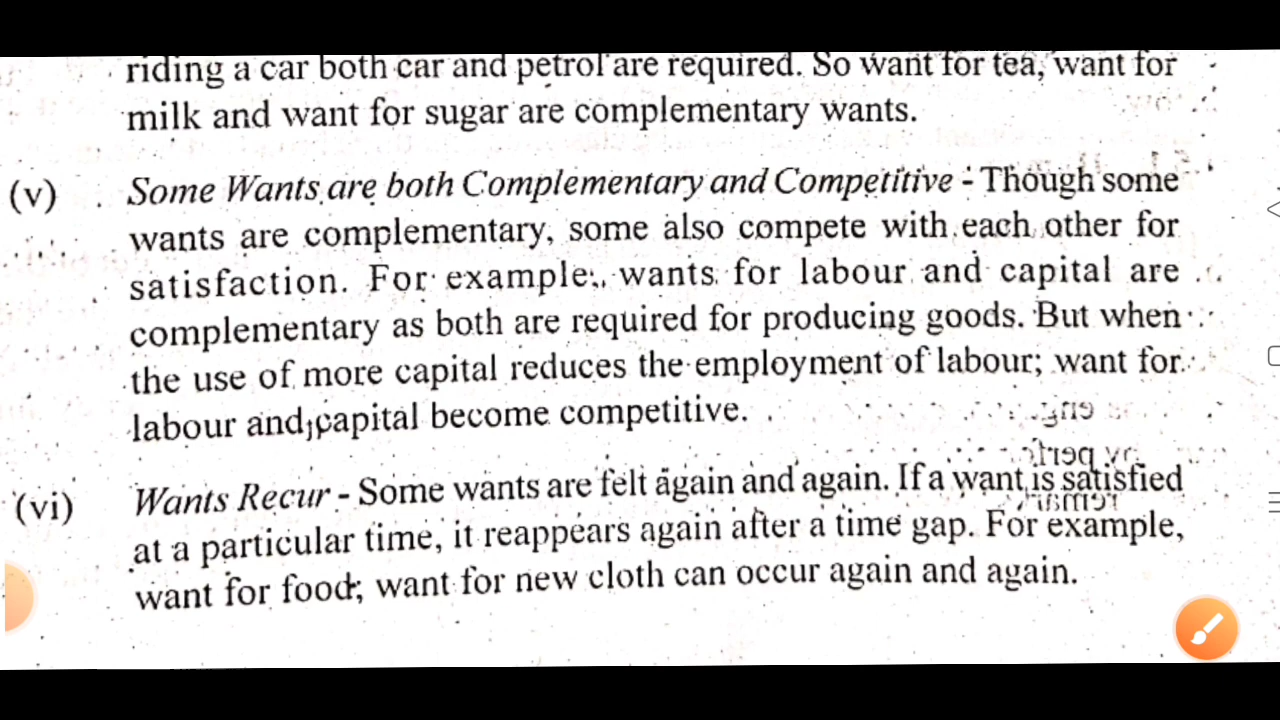 riding a car both car and petrol are required. So want for tea, want for
milk and want for sugar are complementary wants.
(v) Some Wants are both Complementary and Competitive - Though some
wants are complementary, some also compete with each other for
satisfaction. For example, wants for labour and capital are
complementary as both are required for producing goods. But when
the use of more capital reduces the employment of labour; want for
labour and capital become competitive.
(vi) Wants Recur - Some wants are felt again and again. If a want is satisfied
at a particular time, it reappears again after a time gap. For example,
want for food; want for new cloth can occur again and again.